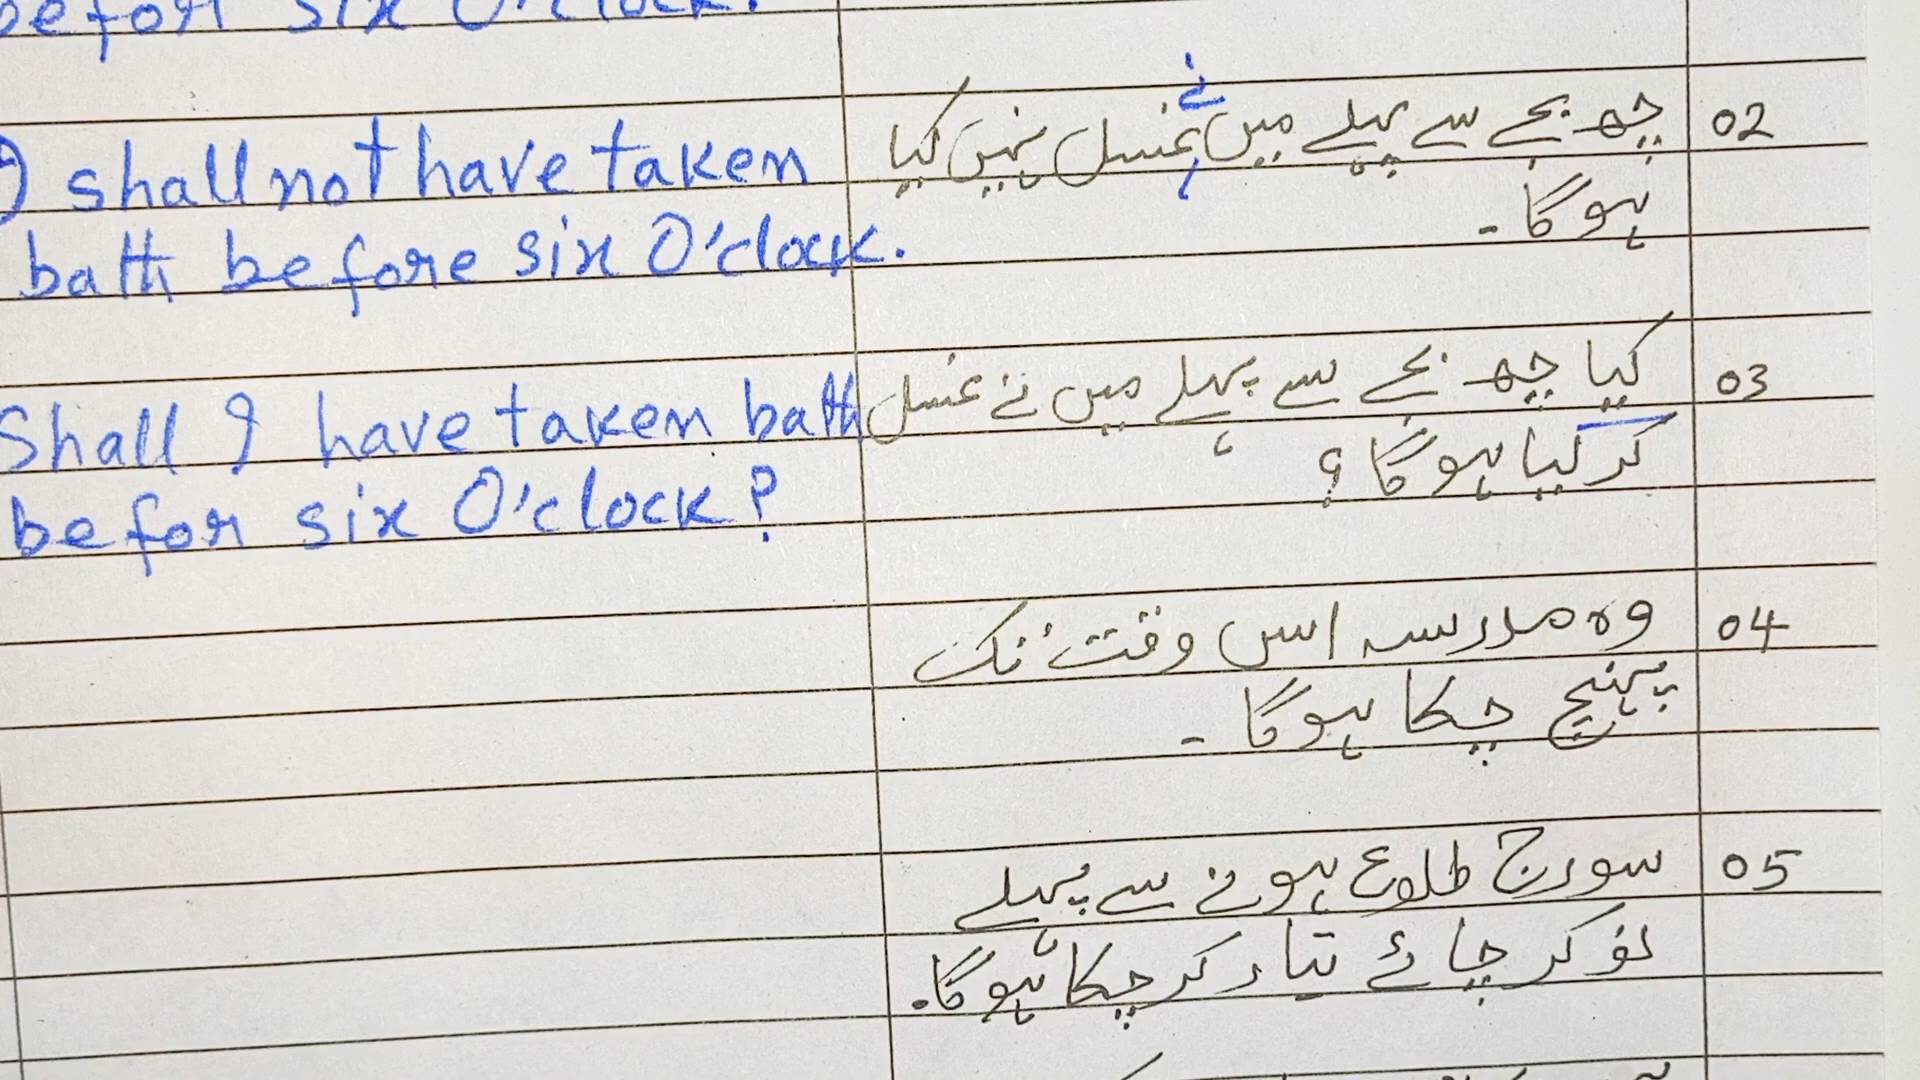 befor six O'clock.
02
چھ بجے سے پہلے میں نے غسل نہیں کیا
ہوگا۔
I shall not have taken
bath before six O'clock.
03
کیا چھ بجے سے پہلے میں نے غسل
کر کیا ہوگا؟
Shall I have taken bath
befor six O'clock?
04
وہ مدرسہ اس وقت تک
پہنچ چکا ہوگا۔
05
سورج طلوع ہونے سے پہلے
نوکر چائے تیار کر چکا ہوگا۔